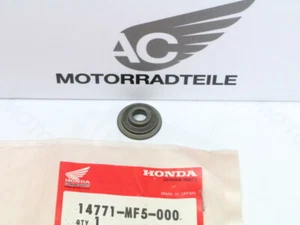 AC
MOTORRADTEILE
HONDA
14771-MF5-000
QTY 1